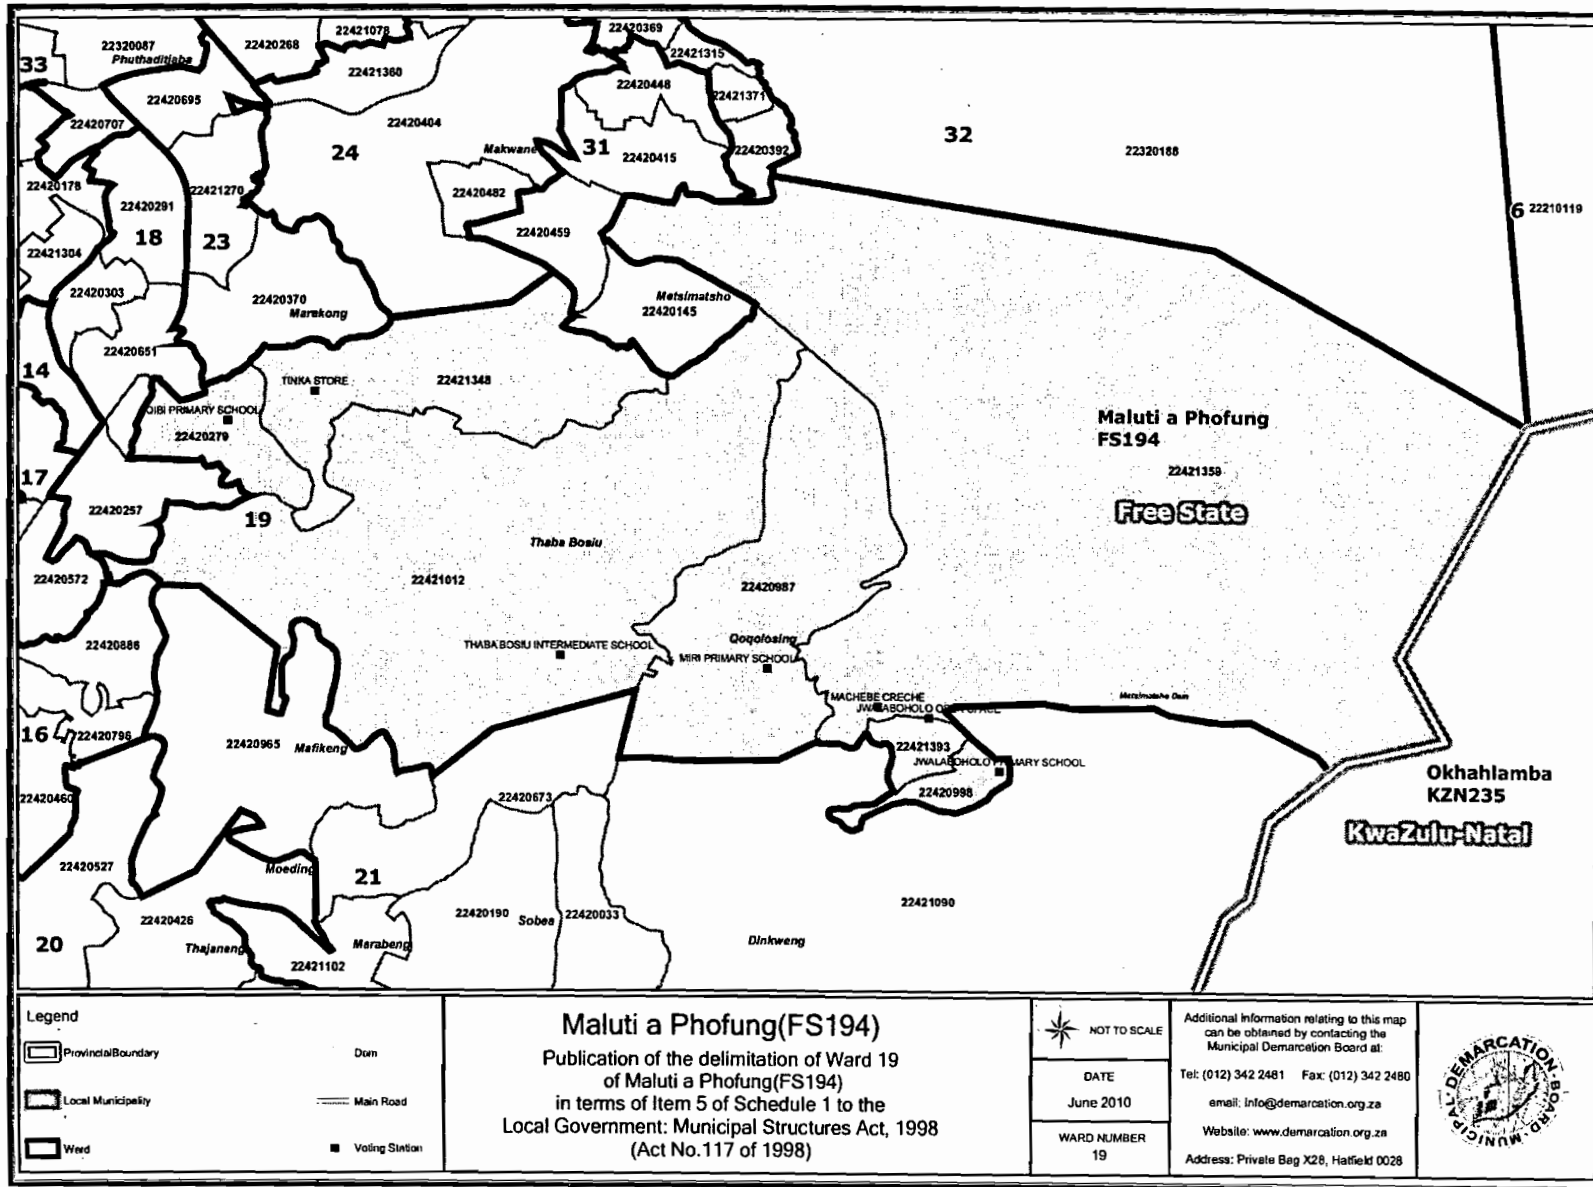 33
22320087
Phuthaditjaba
22420268
22421078
22420369
22421315
22421360
22420448
22421371
22420695
22420707
22420404
24
Makwane
31
22420415
22420392
32
22320188
6 22210119
22420178
22421270
22420291
18
23
22420482
22420459
22421304
22420303
22420370
Marakong
Metsimatsho
22420145
22420651
14
TINKA STORE
22421348
QIBI PRIMARY SCHOOL
22420279
Maluti a Phofung
FS194
22421359
Free State
17
22420257
19
Thaba Bosiu
22421012
22420987
22420572
22420886
THABA BOSIU INTERMEDIATE SCHOOL
Qoqolosing
MIRI PRIMARY SCHOOL
MACHEBE CRECHE
Metsimatsho Dam
16
22420796
22420965
Mafikeng
22421393
JWALABOHOLO PRIMARY SCHOOL
22420998
22420460
22420673
Okhahlamba
KZN235
KwaZulu-Natal
22420527
Moeding
21
22420426
22420190
Sobea
22420033
22421090
20
Thajaneng
22421102
Marabeng
Dinkweng
Legend
Provincial Boundary
Dam
Local Municipality
Main Road
Ward
Voting Station
Maluti a Phofung(FS194)
Publication of the delimitation of Ward 19
of Maluti a Phofung(FS194)
in terms of Item 5 of Schedule 1 to the
Local Government: Municipal Structures Act, 1998
(Act No.117 of 1998)
NOT TO SCALE
DATE
June 2010
WARD NUMBER
19
Additional information relating to this map
can be obtained by contacting the
Municipal Demarcation Board at:
Tel: (012) 342 2481 Fax: (012) 342 2480
email: info@demarcation.org.za
Website: www.demarcation.org.za
Address: Private Bag X28, Hatfield 0028
MUNICIPAL DEMARCATION BOARD